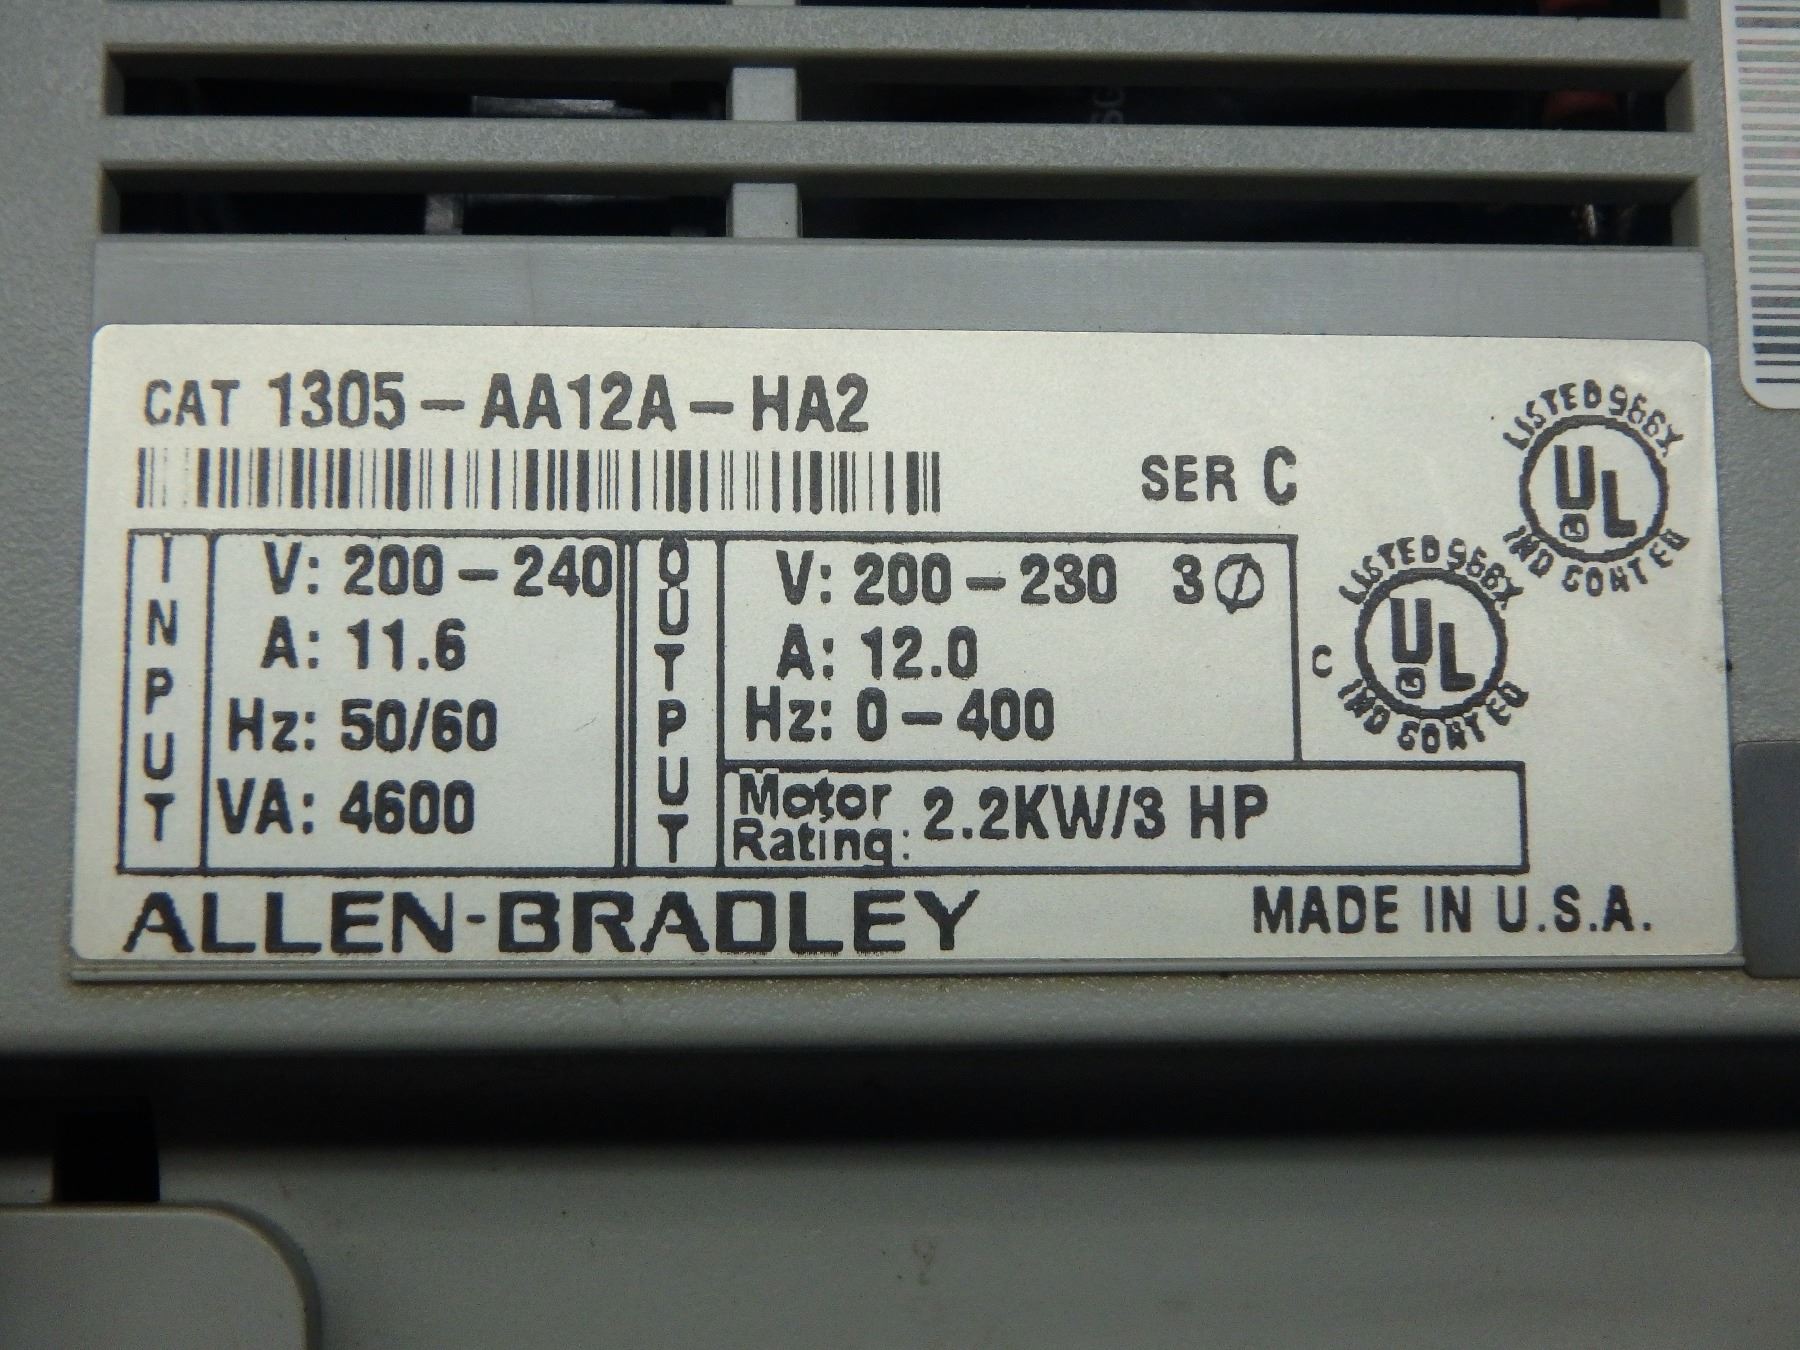 CAT 1305-AA12A-HA2
SER C
LISTED 966X
UL
IND CONT EQ
INPUT
V: 200-240
A: 11.6
Hz: 50/60
VA: 4600
OUTPUT
V: 200-230 3Ø
A: 12.0
Hz: 0-400
Motor Rating: 2.2KW/3 HP
C
LISTED 966X
UL
IND CONT EQ
ALLEN-BRADLEY
MADE IN U.S.A.